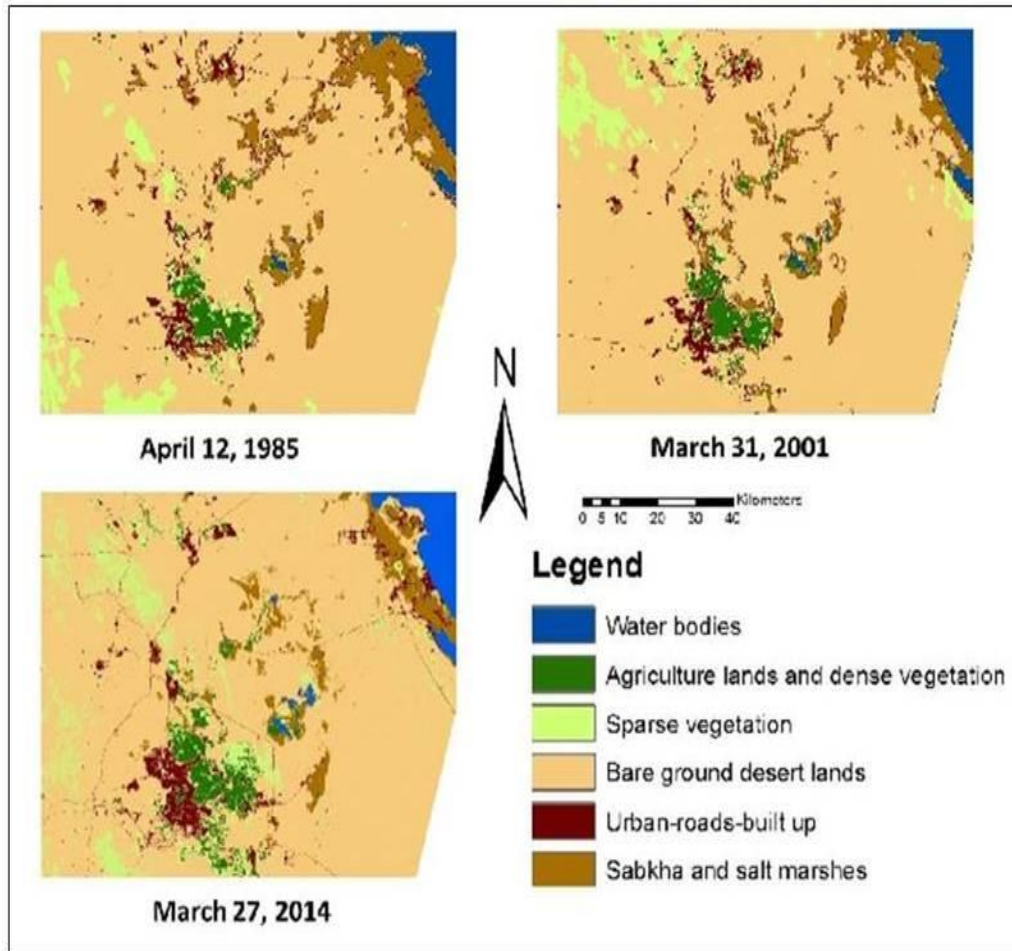 April 12, 1985
March 31, 2001
N
Kilometers
0 5 10 20 30 40
March 27, 2014
Legend
Water bodies
Agriculture lands and dense vegetation
Sparse vegetation
Bare ground desert lands
Urban-roads-built up
Sabkha and salt marshes